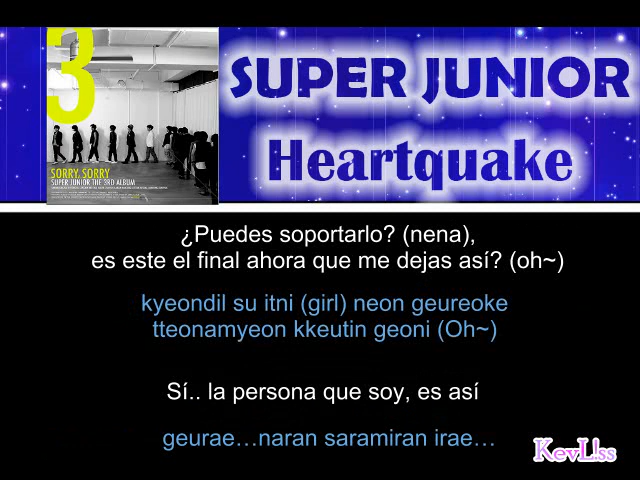 3
SUPER JUNIOR
Heartquake
SORRY, SORRY
SUPER JUNIOR THE 3RD ALBUM
¿Puedes soportarlo? (nena),
es este el final ahora que me dejas así? (oh~)
kyeondil su itni (girl) neon geureoke
tteonamyeon kkeutin geoni (Oh~)
Sí.. la persona que soy, es así
geurae…naran saramiran irae…
KevL!ss